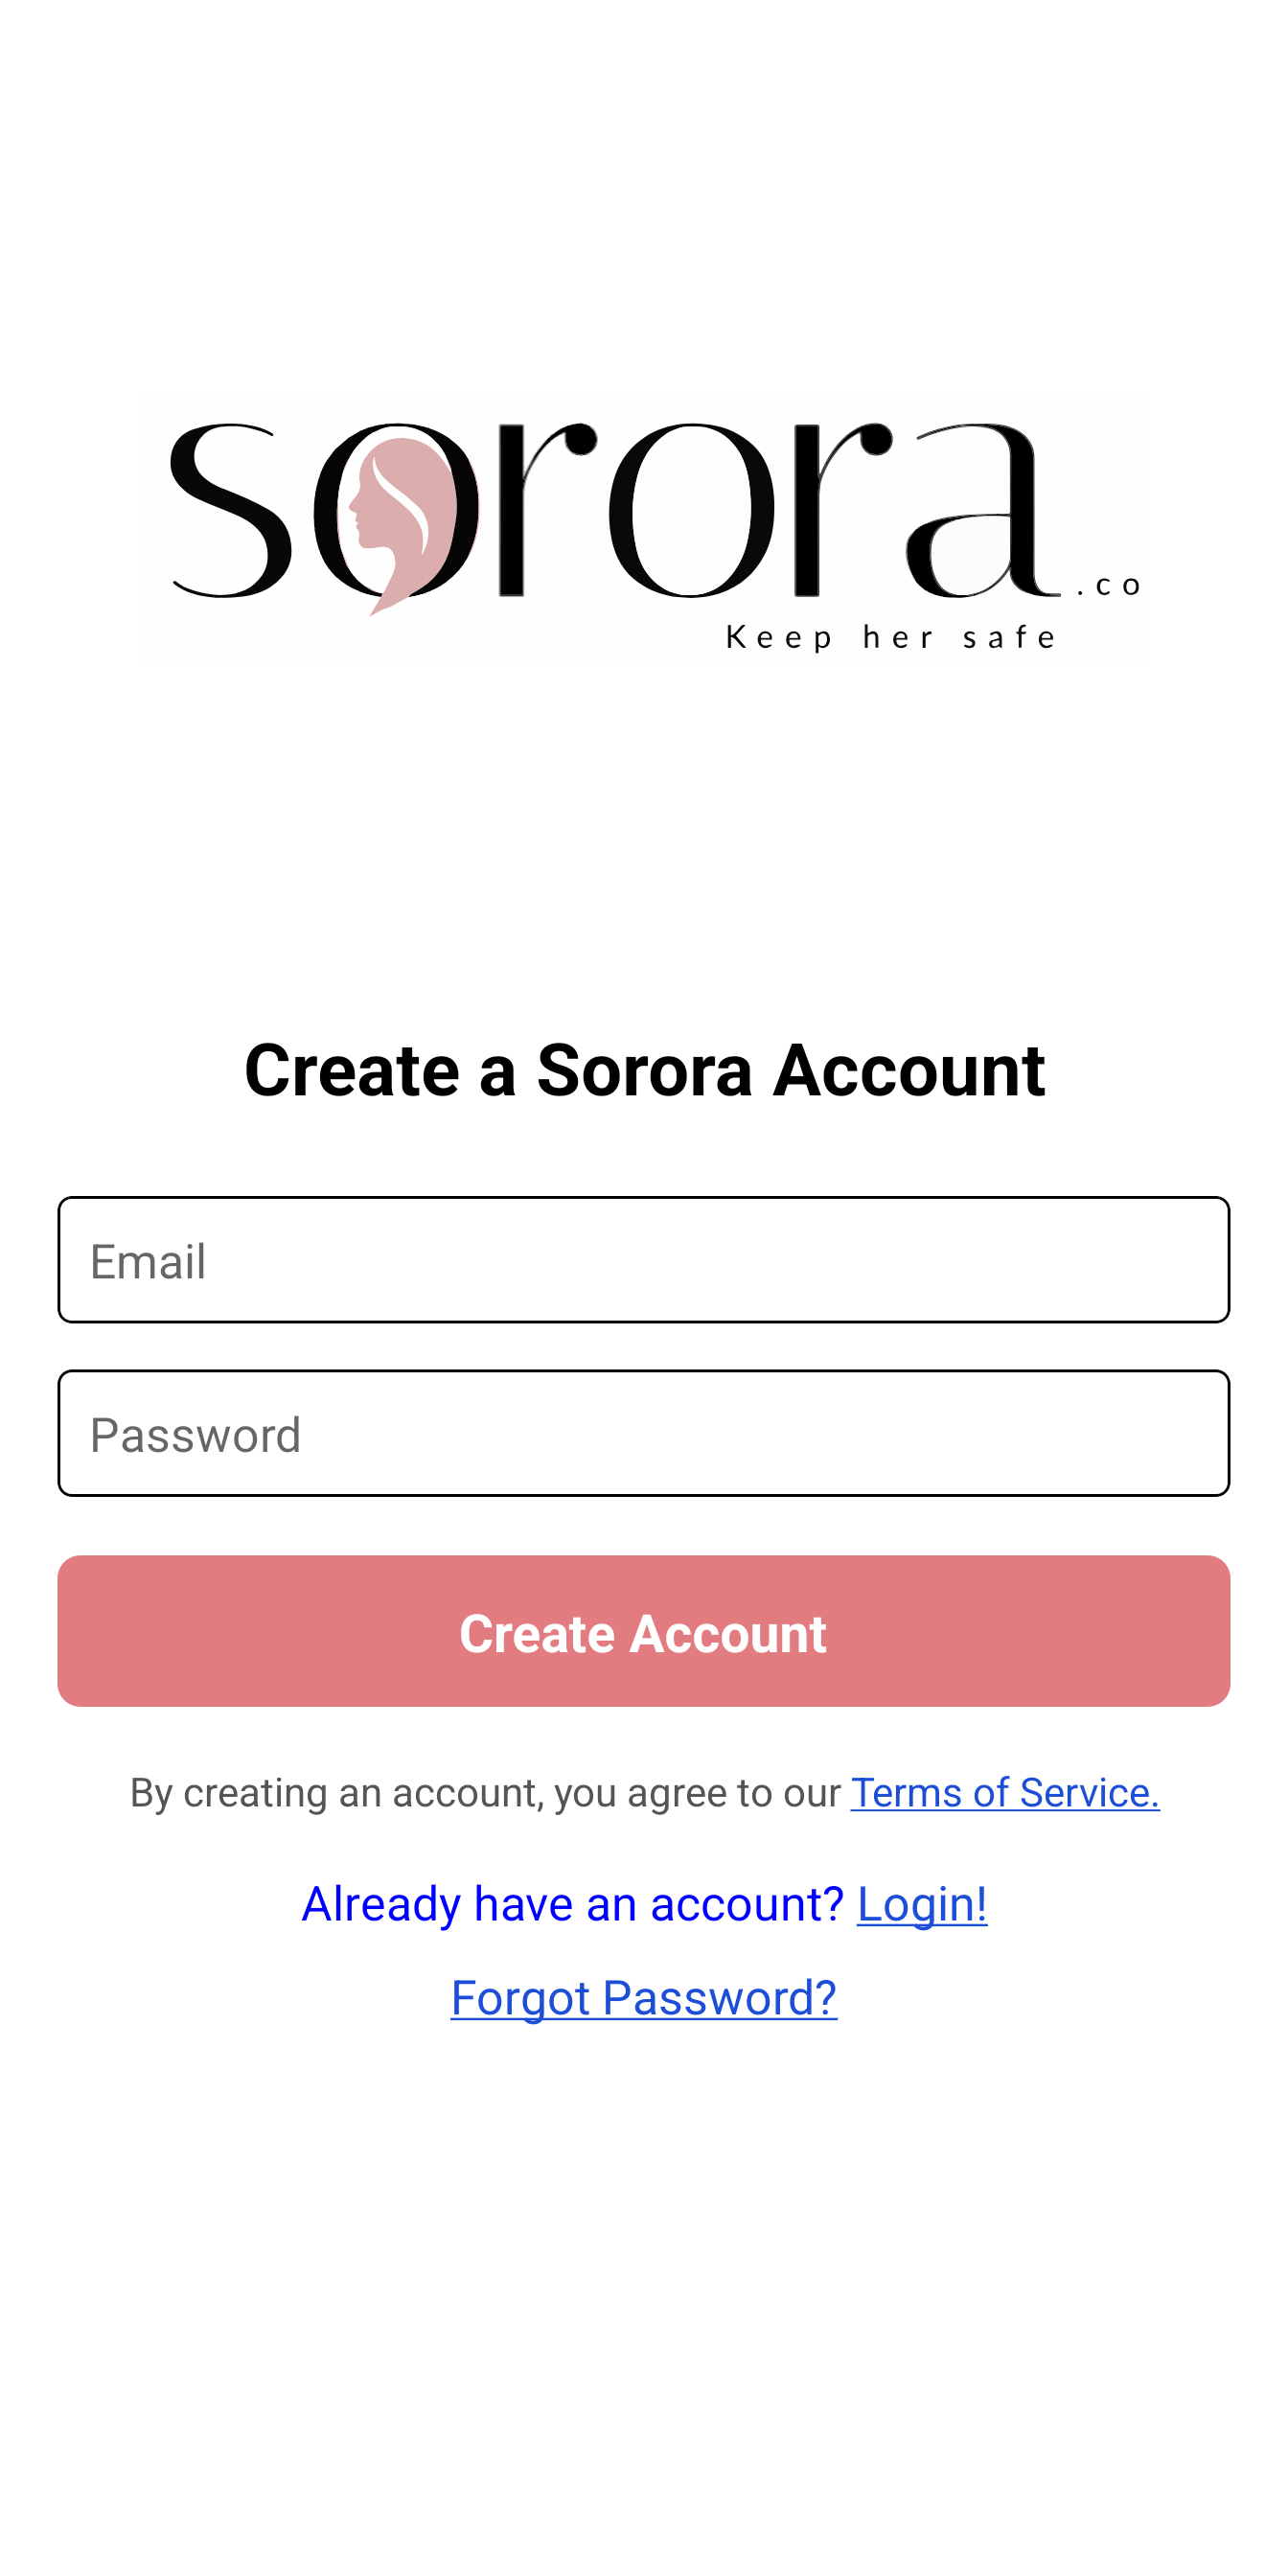 sorora
.co
Keep her safe
Create a Sorora Account
Email
Password
Create Account
By creating an account, you agree to our Terms of Service.
Already have an account? Login!
Forgot Password?